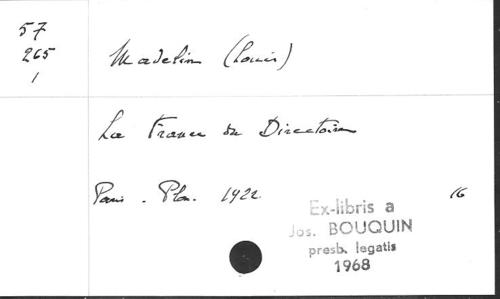 57
265
1
Madelin (Louis)
La France du Directoire
Paris. Plon. 1922
16
Ex-libris a
Jos. BOUQUIN
presb. legatis
1968